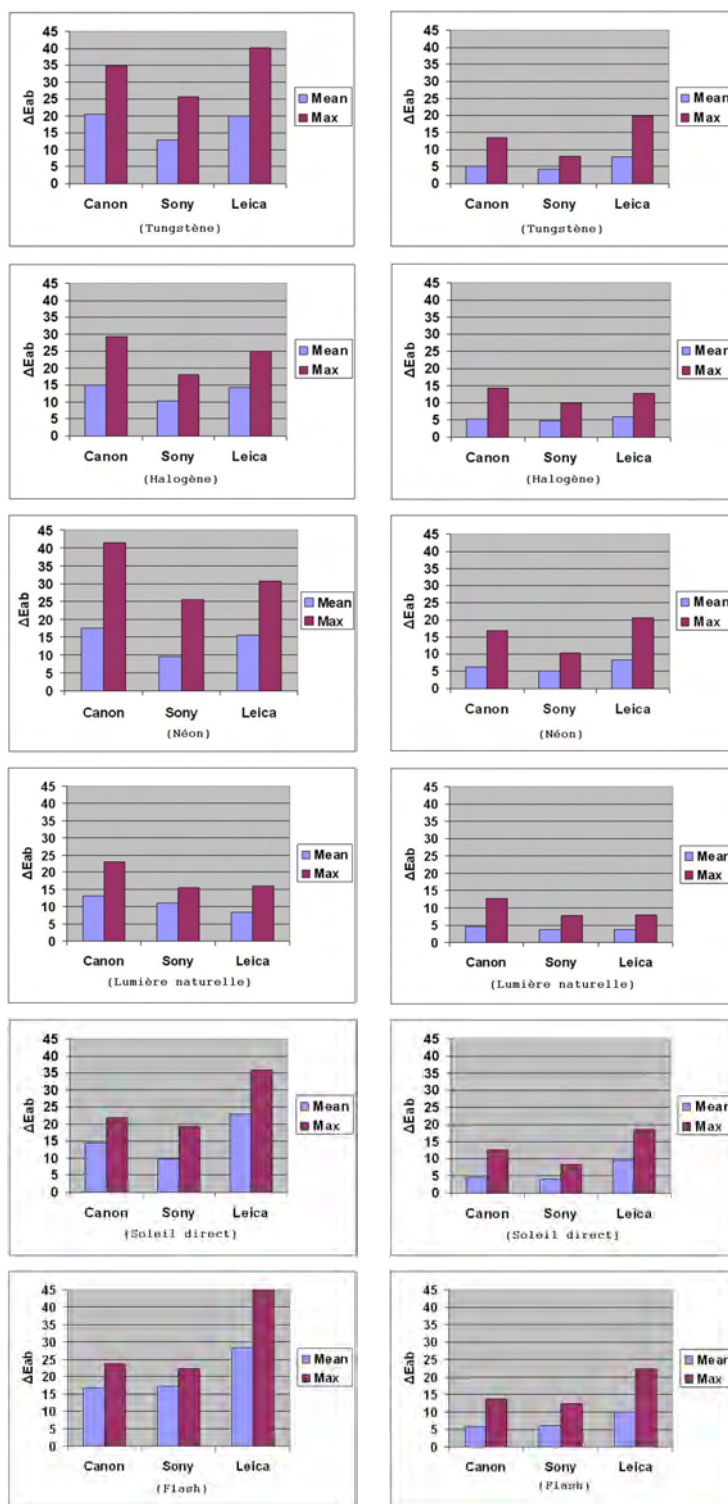 45
40
35
30
25
20
15
10
5
0
ΔEab
Canon Sony Leica
Mean
Max
(Tungstène)
45
40
35
30
25
20
15
10
5
0
ΔEab
Canon Sony Leica
Mean
Max
(Tungstène)
45
40
35
30
25
20
15
10
5
0
ΔEab
Canon Sony Leica
Mean
Max
(Halogène)
45
40
35
30
25
20
15
10
5
0
ΔEab
Canon Sony Leica
Mean
Max
(Halogène)
45
40
35
30
25
20
15
10
5
0
ΔEab
Canon Sony Leica
Mean
Max
(Néon)
45
40
35
30
25
20
15
10
5
0
ΔEab
Canon Sony Leica
Mean
Max
(Néon)
45
40
35
30
25
20
15
10
5
0
ΔEab
Canon Sony Leica
Mean
Max
(Lumière naturelle)
45
40
35
30
25
20
15
10
5
0
ΔEab
Canon Sony Leica
Mean
Max
(Lumière naturelle)
45
40
35
30
25
20
15
10
5
0
ΔEab
Canon Sony Leica
Mean
Max
(Soleil direct)
45
40
35
30
25
20
15
10
5
0
ΔEab
Canon Sony Leica
Mean
Max
(Soleil direct)
45
40
35
30
25
20
15
10
5
0
ΔEab
Canon Sony Leica
Mean
Max
(Flash)
45
40
35
30
25
20
15
10
5
0
ΔEab
Canon Sony Leica
Mean
Max
(Flash)